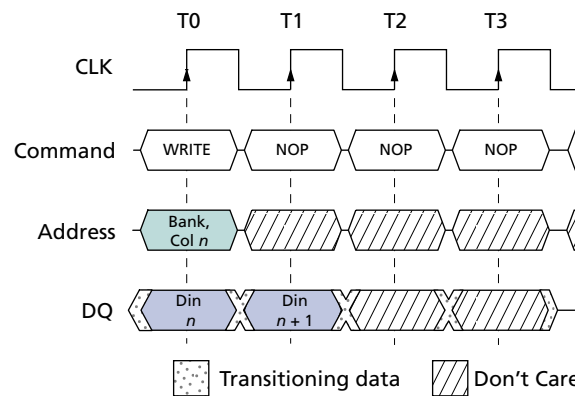 T0 T1 T2 T3
CLK
Command WRITE NOP NOP NOP
Address Bank,
Col n
DQ Din
n Din
n + 1
Transitioning data Don't Care